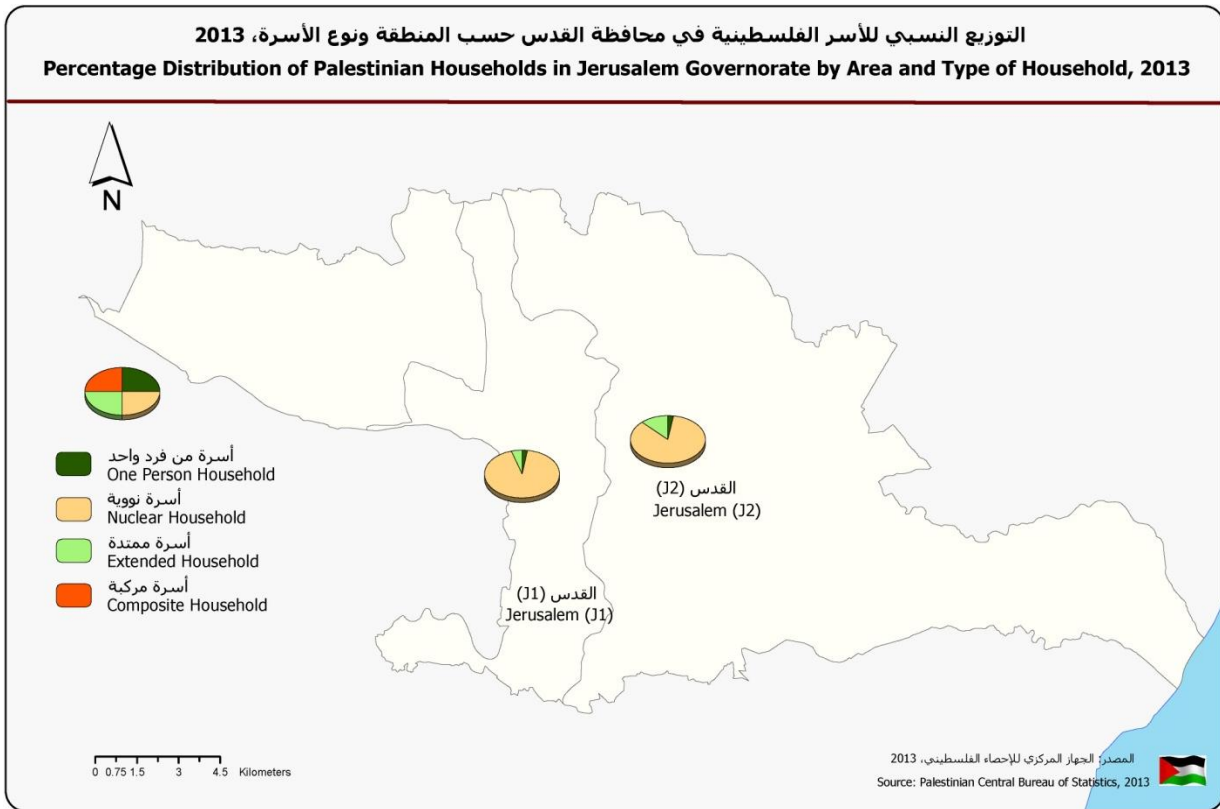 التوزيع النسبي للأسر الفلسطينية في محافظة القدس حسب المنطقة ونوع الأسرة، 2013
Percentage Distribution of Palestinian Households in Jerusalem Governorate by Area and Type of Household, 2013
N
أسرة من فرد واحد
One Person Household
أسرة نووية
Nuclear Household
أسرة ممتدة
Extended Household
أسرة مركبة
Composite Household
القدس (J2)
Jerusalem (J2)
القدس (J1)
Jerusalem (J1)
0 0.75 1.5 3 4.5 Kilometers
المصدر: الجهاز المركزي للإحصاء الفلسطيني، 2013
Source: Palestinian Central Bureau of Statistics, 2013